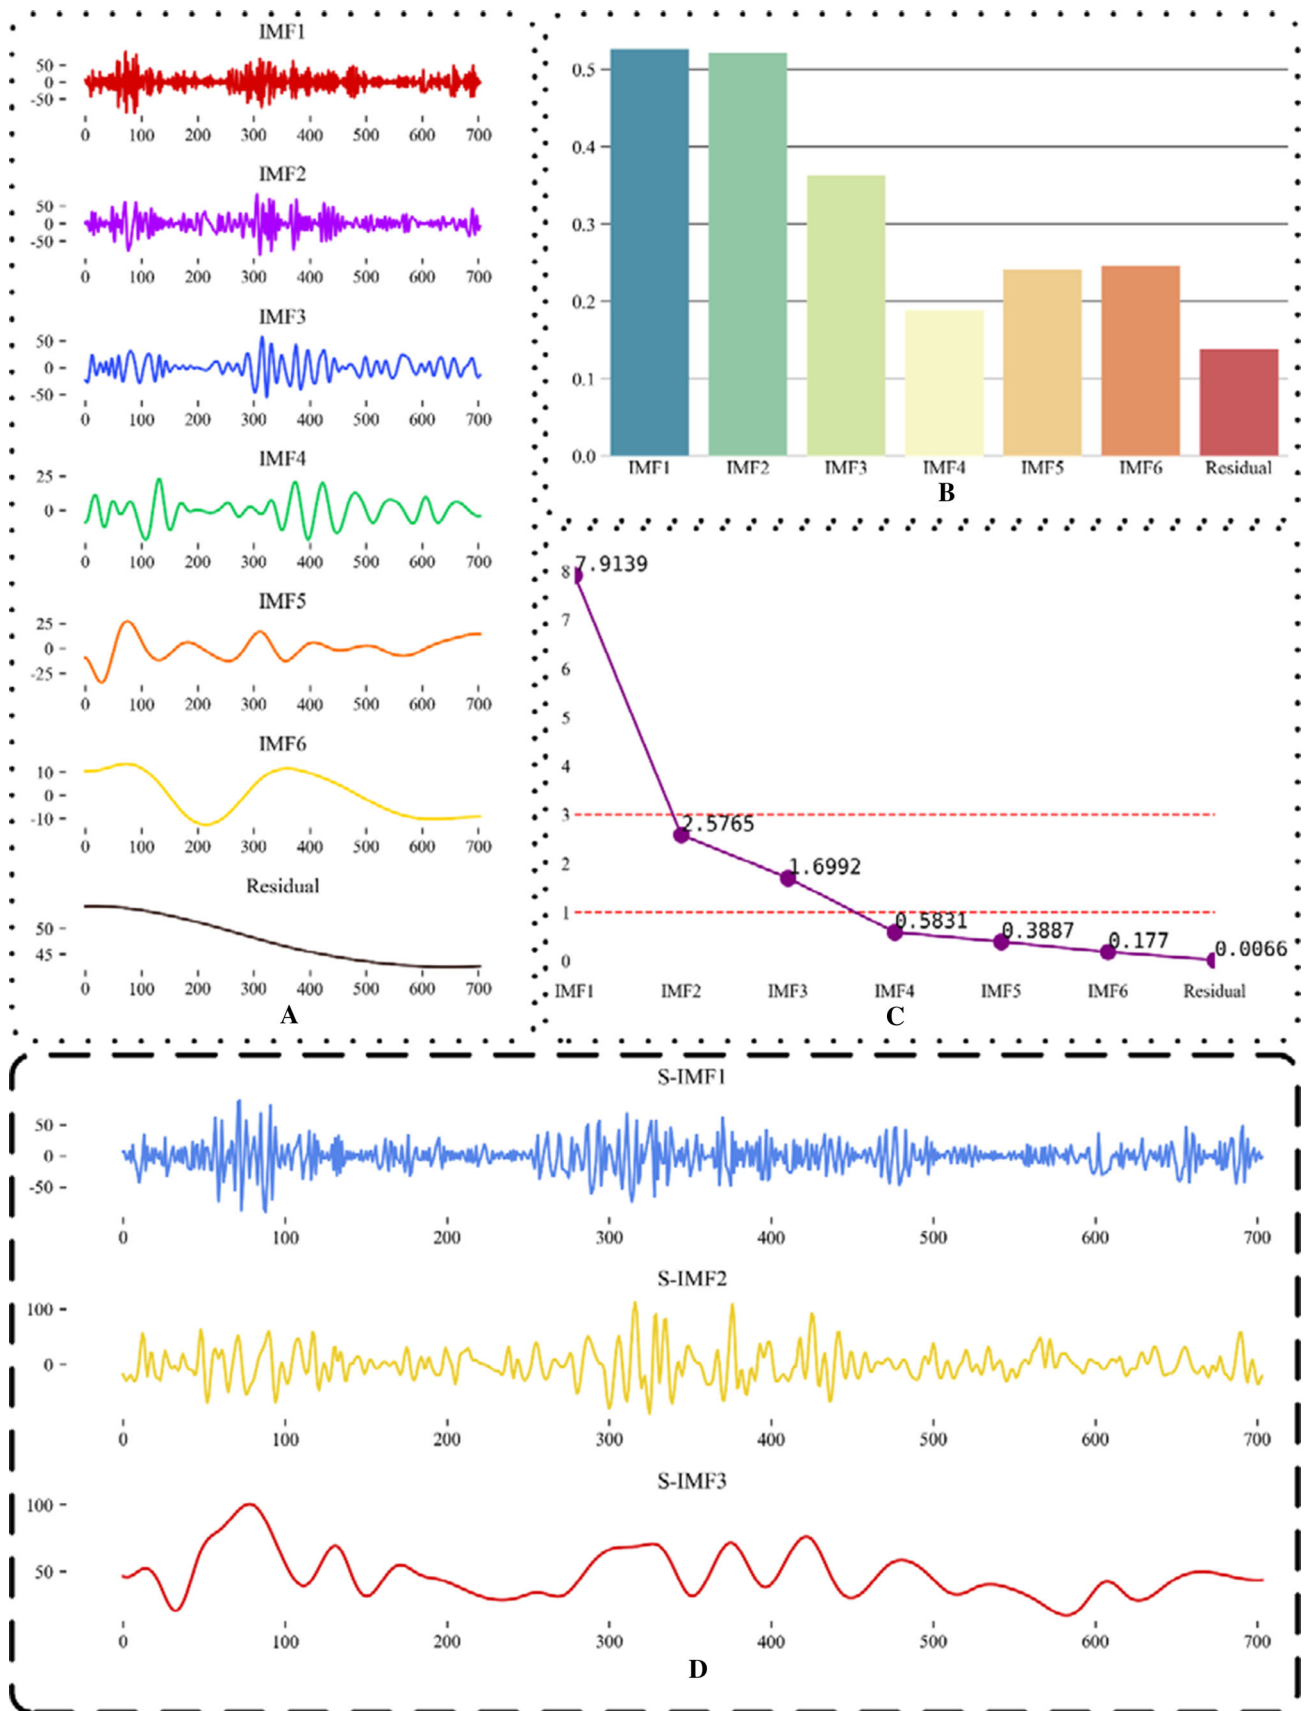 IMF1
50
0
-50
0 100 200 300 400 500 600 700
IMF2
50
0
-50
0 100 200 300 400 500 600 700
IMF3
50
0
-50
0 100 200 300 400 500 600 700
IMF4
25
0
0 100 200 300 400 500 600 700
IMF5
25
0
-25
0 100 200 300 400 500 600 700
IMF6
10
0
-10
0 100 200 300 400 500 600 700
Residual
50
45
0 100 200 300 400 500 600 700
A
0.5
0.4
0.3
0.2
0.1
0.0
IMF1 IMF2 IMF3 IMF4 IMF5 IMF6 Residual
B
8
7
6
5
4
3
2
1
0
7.9139
2.5765
1.6992
0.5831
0.3887
0.177
0.0066
IMF1 IMF2 IMF3 IMF4 IMF5 IMF6 Residual
C
S-IMF1
50
0
-50
0 100 200 300 400 500 600 700
S-IMF2
100
0
0 100 200 300 400 500 600 700
S-IMF3
100
50
0 100 200 300 400 500 600 700
D